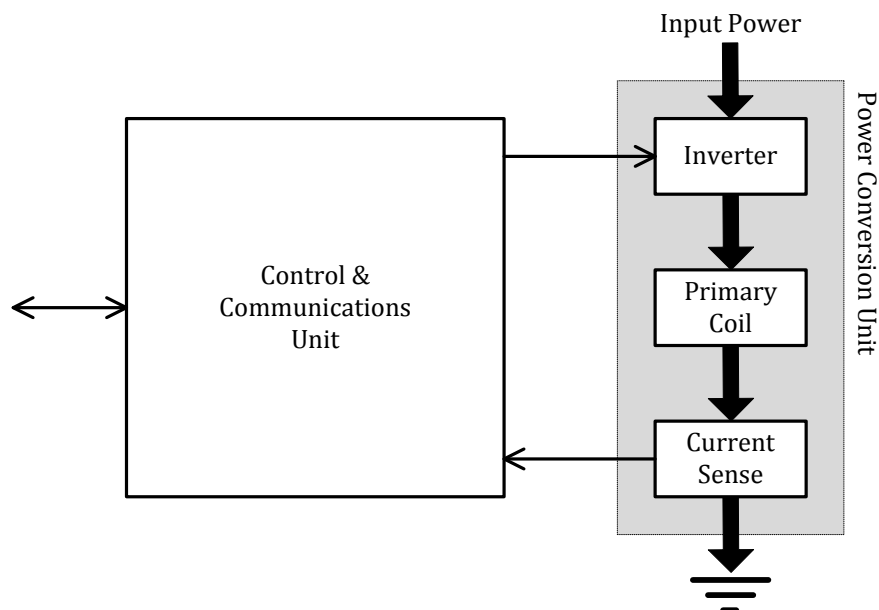 Input Power
Inverter
Control &
Communications
Unit
Primary
Coil
Current
Sense
Power Conversion Unit